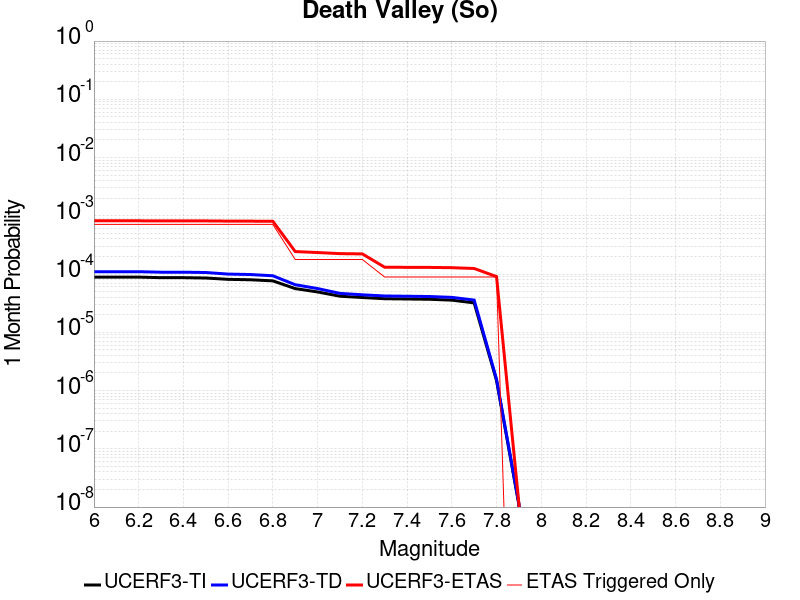 Death Valley (So)
1 Month Probability
10^0
10^-1
10^-2
10^-3
10^-4
10^-5
10^-6
10^-7
10^-8
6 6.2 6.4 6.6 6.8 7 7.2 7.4 7.6 7.8 8 8.2 8.4 8.6 8.8 9
Magnitude
UCERF3-TI UCERF3-TD UCERF3-ETAS ETAS Triggered Only